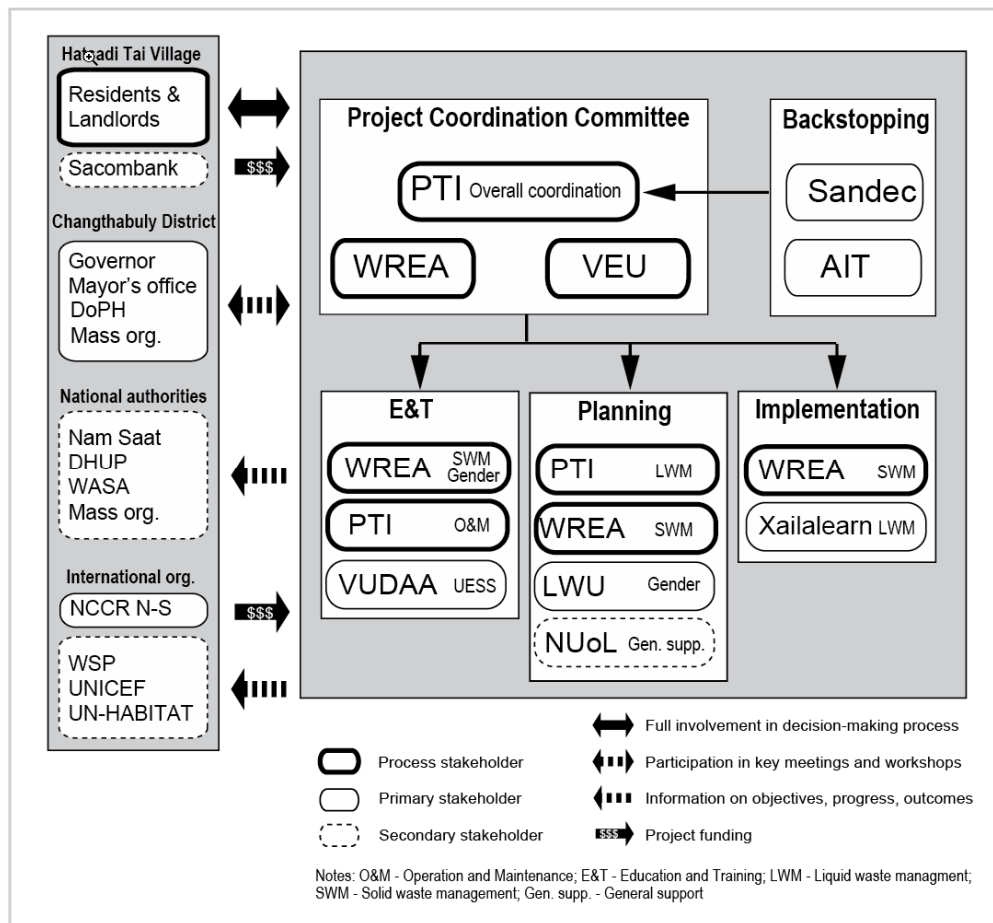 Hatsadi Tai Village
Residents &
Landlords
Sacombank
$$$
Changthabuly District
Governor
Mayor's office
DoPH
Mass org.
National authorities
Nam Saat
DHUP
WASA
Mass org.
International org.
NCCR N-S
$$$
WSP
UNICEF
UN-HABITAT
Project Coordination Committee
PTI Overall coordination
WREA
VEU
Backstopping
Sandec
AIT
E&T
WREA SWM
Gender
PTI O&M
VUDAA UESS
Planning
PTI LWM
WREA SWM
LWU Gender
NUoL Gen. supp.
Implementation
WREA SWM
Xailalearn LWM
Process stakeholder
Primary stakeholder
Secondary stakeholder
Full involvement in decision-making process
Participation in key meetings and workshops
Information on objectives, progress, outcomes
$$$ Project funding
Notes: O&M - Operation and Maintenance; E&T - Education and Training; LWM - Liquid waste managment;
SWM - Solid waste management; Gen. supp. - General support